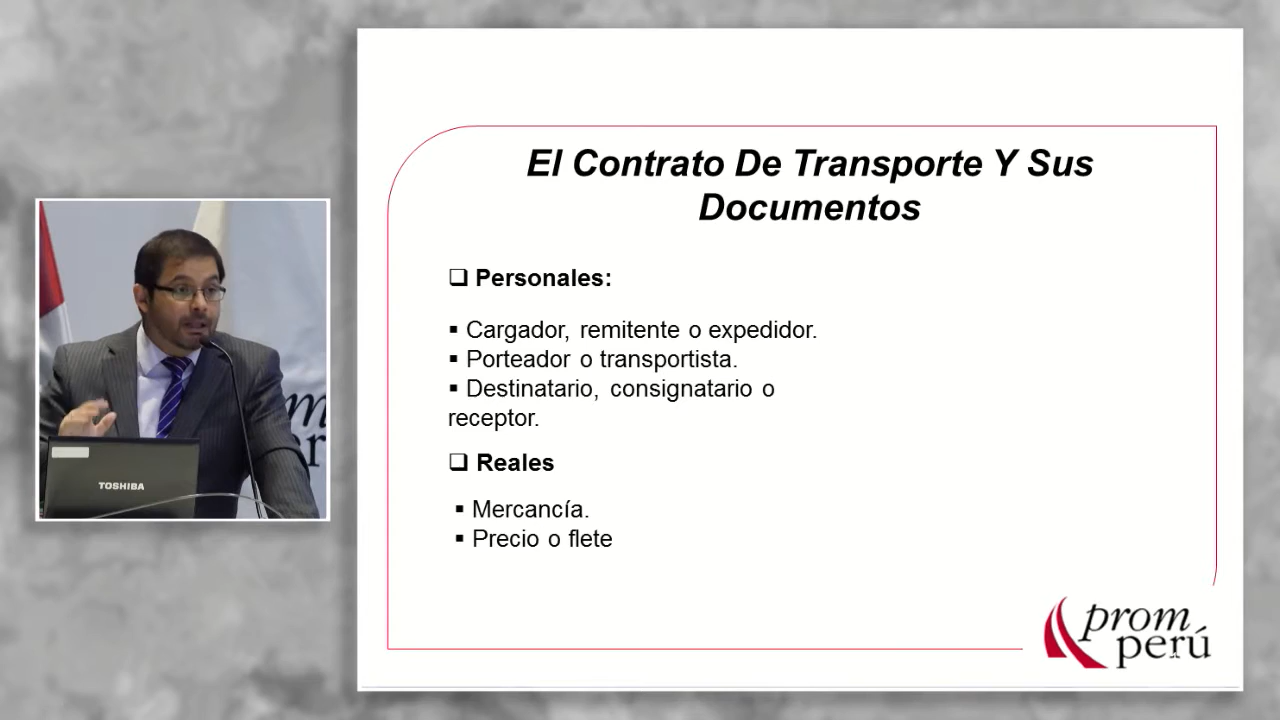 El Contrato De Transporte Y Sus
Documentos
❑ Personales:
▪ Cargador, remitente o expedidor.
▪ Porteador o transportista.
▪ Destinatario, consignatario o
receptor.
❑ Reales
▪ Mercancía.
▪ Precio o flete
prom
perú
TOSHIBA